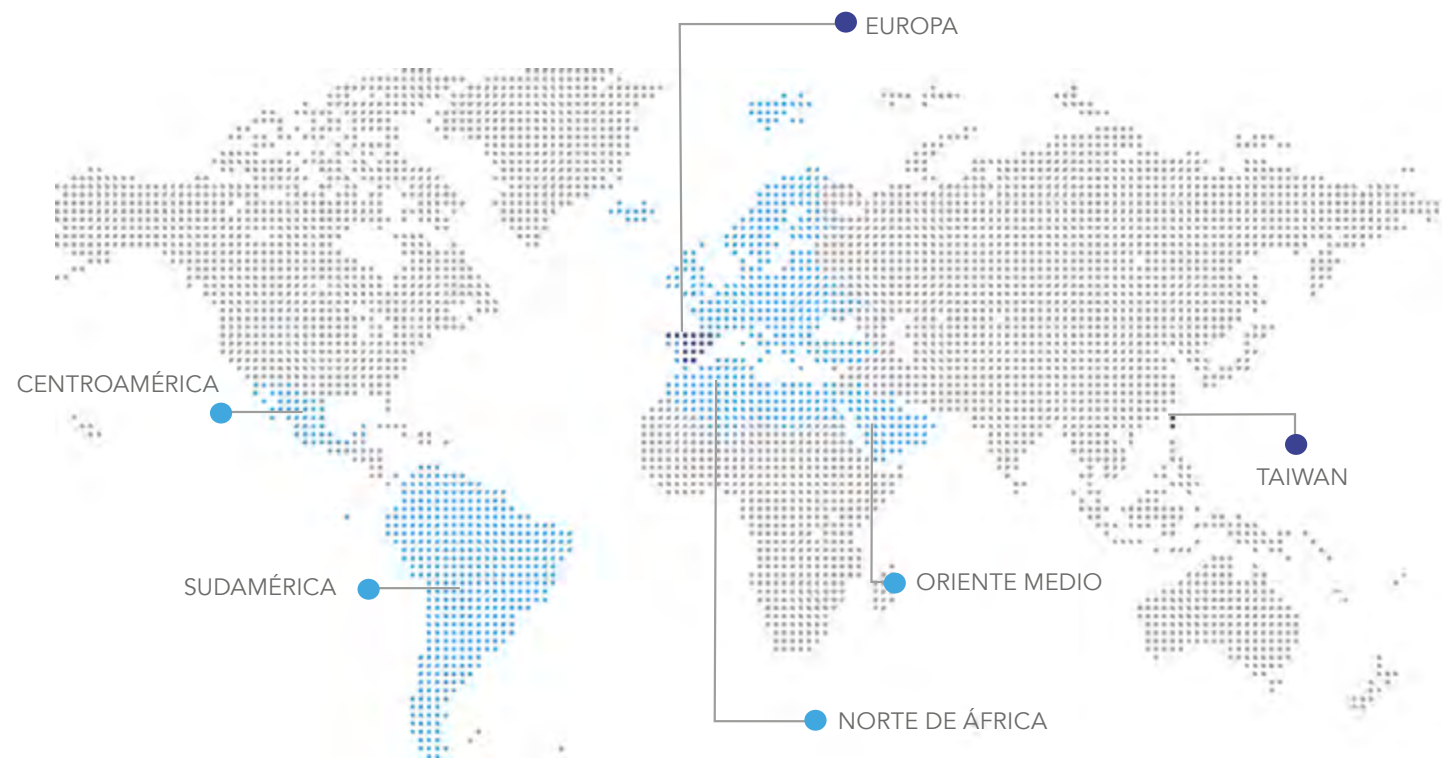 EUROPA
CENTROAMÉRICA
TAIWAN
SUDAMÉRICA
ORIENTE MEDIO
NORTE DE ÁFRICA